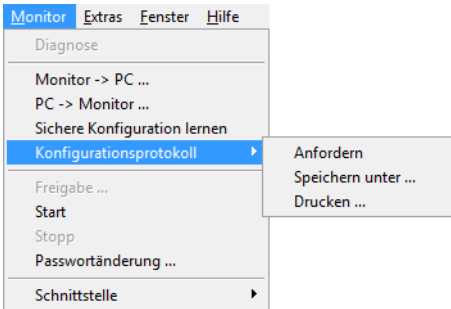 Monitor Extras Fenster Hilfe
Diagnose
Monitor -> PC ...
PC -> Monitor ...
Sichere Konfiguration lernen
Konfigurationsprotokoll
Anfordern
Speichern unter ...
Drucken ...
Freigabe ...
Start
Stopp
Passwortänderung ...
Schnittstelle